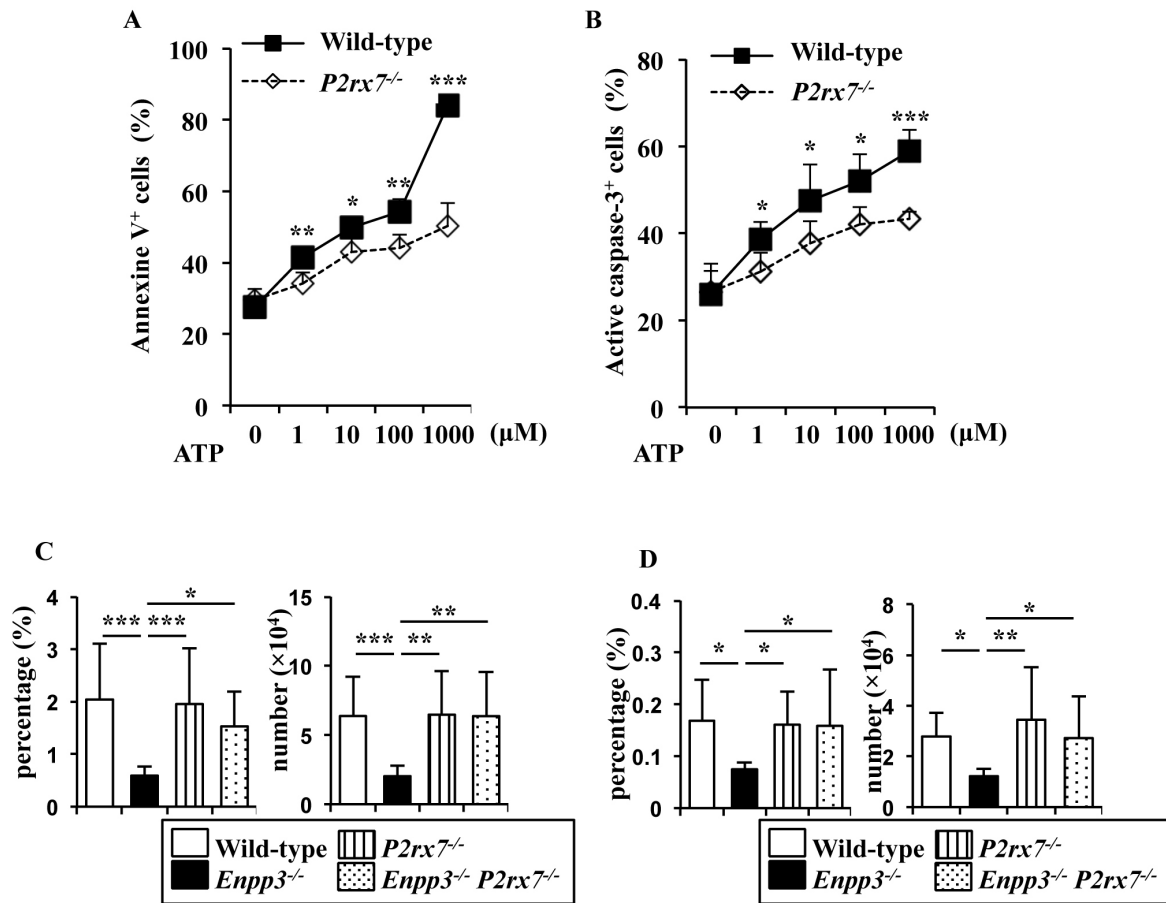 A
100
80
60
40
20
0
Annexine V⁺ cells (%)
Wild-type
P2rx7⁻/⁻
**
*
**
***
0 1 10 100 1000 (μM)
ATP
B
80
60
40
20
0
Active caspase-3⁺ cells (%)
Wild-type
P2rx7⁻/⁻
*
*
*
***
0 1 10 100 1000 (μM)
ATP
C
4
3
2
1
0
percentage (%)
*
*** ***
15
10
5
0
number (×10⁴)
**
*** **
Wild-type P2rx7⁻/⁻
Enpp3⁻/⁻ Enpp3⁻/⁻ P2rx7⁻/⁻
D
0.4
0.3
0.2
0.1
0
percentage (%)
*
* *
8
6
4
2
0
number (×10⁴)
*
* **
Wild-type P2rx7⁻/⁻
Enpp3⁻/⁻ Enpp3⁻/⁻ P2rx7⁻/⁻